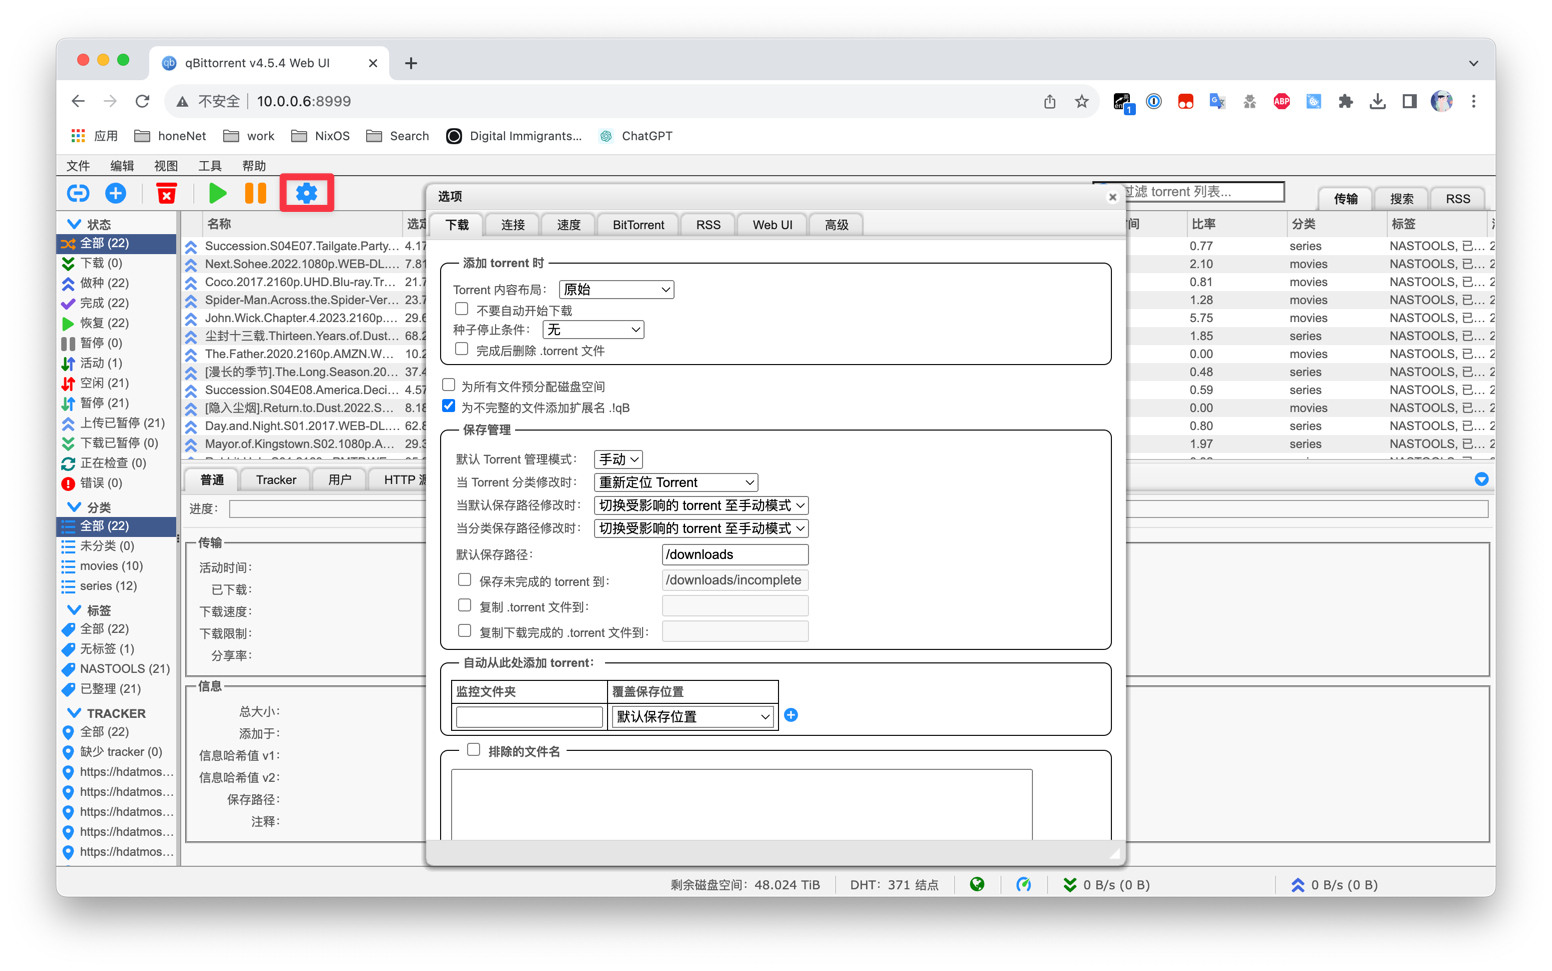 qBittorrent v4.5.4 Web UI
不安全 10.0.0.6:8999
1
ABP
应用 honeNet work NixOS Search Digital Immigrants... ChatGPT
文件 编辑 视图 工具 帮助
过滤 torrent 列表...
传输 搜索 RSS
状态
全部 (22)
下载 (0)
做种 (22)
完成 (22)
恢复 (22)
暂停 (0)
活动 (1)
空闲 (21)
暂停 (21)
上传已暂停 (21)
下载已暂停 (0)
正在检查 (0)
错误 (0)
分类
全部 (22)
未分类 (0)
movies (10)
series (12)
标签
全部 (22)
无标签 (1)
NASTOOLS (21)
已整理 (21)
TRACKER
全部 (22)
缺少 tracker (0)
https://hdatmos...
https://hdatmos...
https://hdatmos...
https://hdatmos...
https://hdatmos...
名称 选定
Succession.S04E07.Tailgate.Party... 4.17
Next.Sohee.2022.1080p.WEB-DL.... 7.81
Coco.2017.2160p.UHD.Blu-ray.Tr... 21.7
Spider-Man.Across.the.Spider-Ver... 23.7
John.Wick.Chapter.4.2023.2160p.... 29.6
尘封十三载.Thirteen.Years.of.Dust... 68.2
The.Father.2020.2160p.AMZN.W... 10.2
[漫长的季节].The.Long.Season.20... 37.4
Succession.S04E08.America.Deci... 4.57
[隐入尘烟].Return.to.Dust.2022.S... 8.18
Day.and.Night.S01.2017.WEB-DL.... 62.8
Mayor.of.Kingstown.S02.1080p.A... 29.3
间 比率 分类 标签
0.77 series NASTOOLS, 已... 2
2.10 movies NASTOOLS, 已... 2
0.81 movies NASTOOLS, 已... 2
1.28 movies NASTOOLS, 已... 2
5.75 movies NASTOOLS, 已... 2
1.85 series NASTOOLS, 已... 2
0.00 movies NASTOOLS, 已... 2
0.48 series NASTOOLS, 已... 2
0.59 series NASTOOLS, 已... 2
0.00 movies NASTOOLS, 已... 2
0.80 series NASTOOLS, 已... 2
1.97 series NASTOOLS, 已... 2
普通 Tracker 用户 HTTP 源
进度：
传输
活动时间：
已下载：
下载速度：
下载限制：
分享率：
信息
总大小：
添加于：
信息哈希值 v1：
信息哈希值 v2：
保存路径：
注释：
选项
下载 连接 速度 BitTorrent RSS Web UI 高级
添加 torrent 时
Torrent 内容布局： 原始
不要自动开始下载
种子停止条件： 无
完成后删除 .torrent 文件
为所有文件预分配磁盘空间
为不完整的文件添加扩展名 .!qB
保存管理
默认 Torrent 管理模式： 手动
当 Torrent 分类修改时： 重新定位 Torrent
当默认保存路径修改时： 切换受影响的 torrent 至手动模式
当分类保存路径修改时： 切换受影响的 torrent 至手动模式
默认保存路径： /downloads
保存未完成的 torrent 到： /downloads/incomplete
复制 .torrent 文件到：
复制下载完成的 .torrent 文件到：
自动从此处添加 torrent：
监控文件夹 覆盖保存位置
默认保存位置
排除的文件名
剩余磁盘空间：48.024 TiB DHT：371 结点 0 B/s (0 B) 0 B/s (0 B)